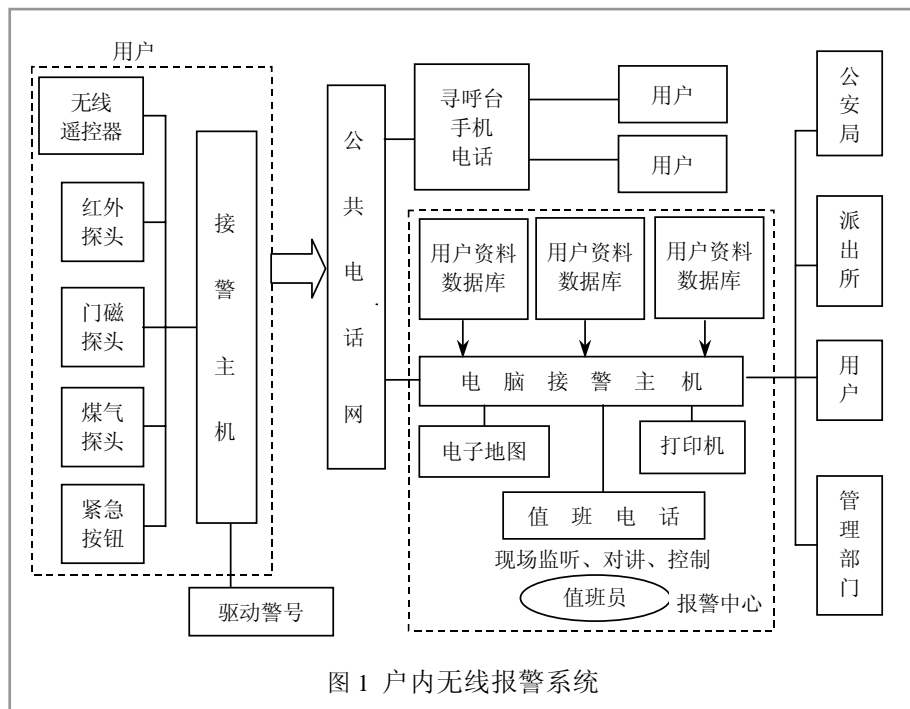 用户
无线
遥控器
红外
探头
门磁
探头
煤气
探头
紧急
按钮
接
警
主
机
驱动警号
公
共
电
话
网
寻呼台
手机
电话
用户
用户
用户资料
数据库
用户资料
数据库
用户资料
数据库
电脑接警主机
电子地图
打印机
值班电话
现场监听、对讲、控制
值班员
报警中心
公
安
局
派
出
所
用
户
管
理
部
门
图 1 户内无线报警系统